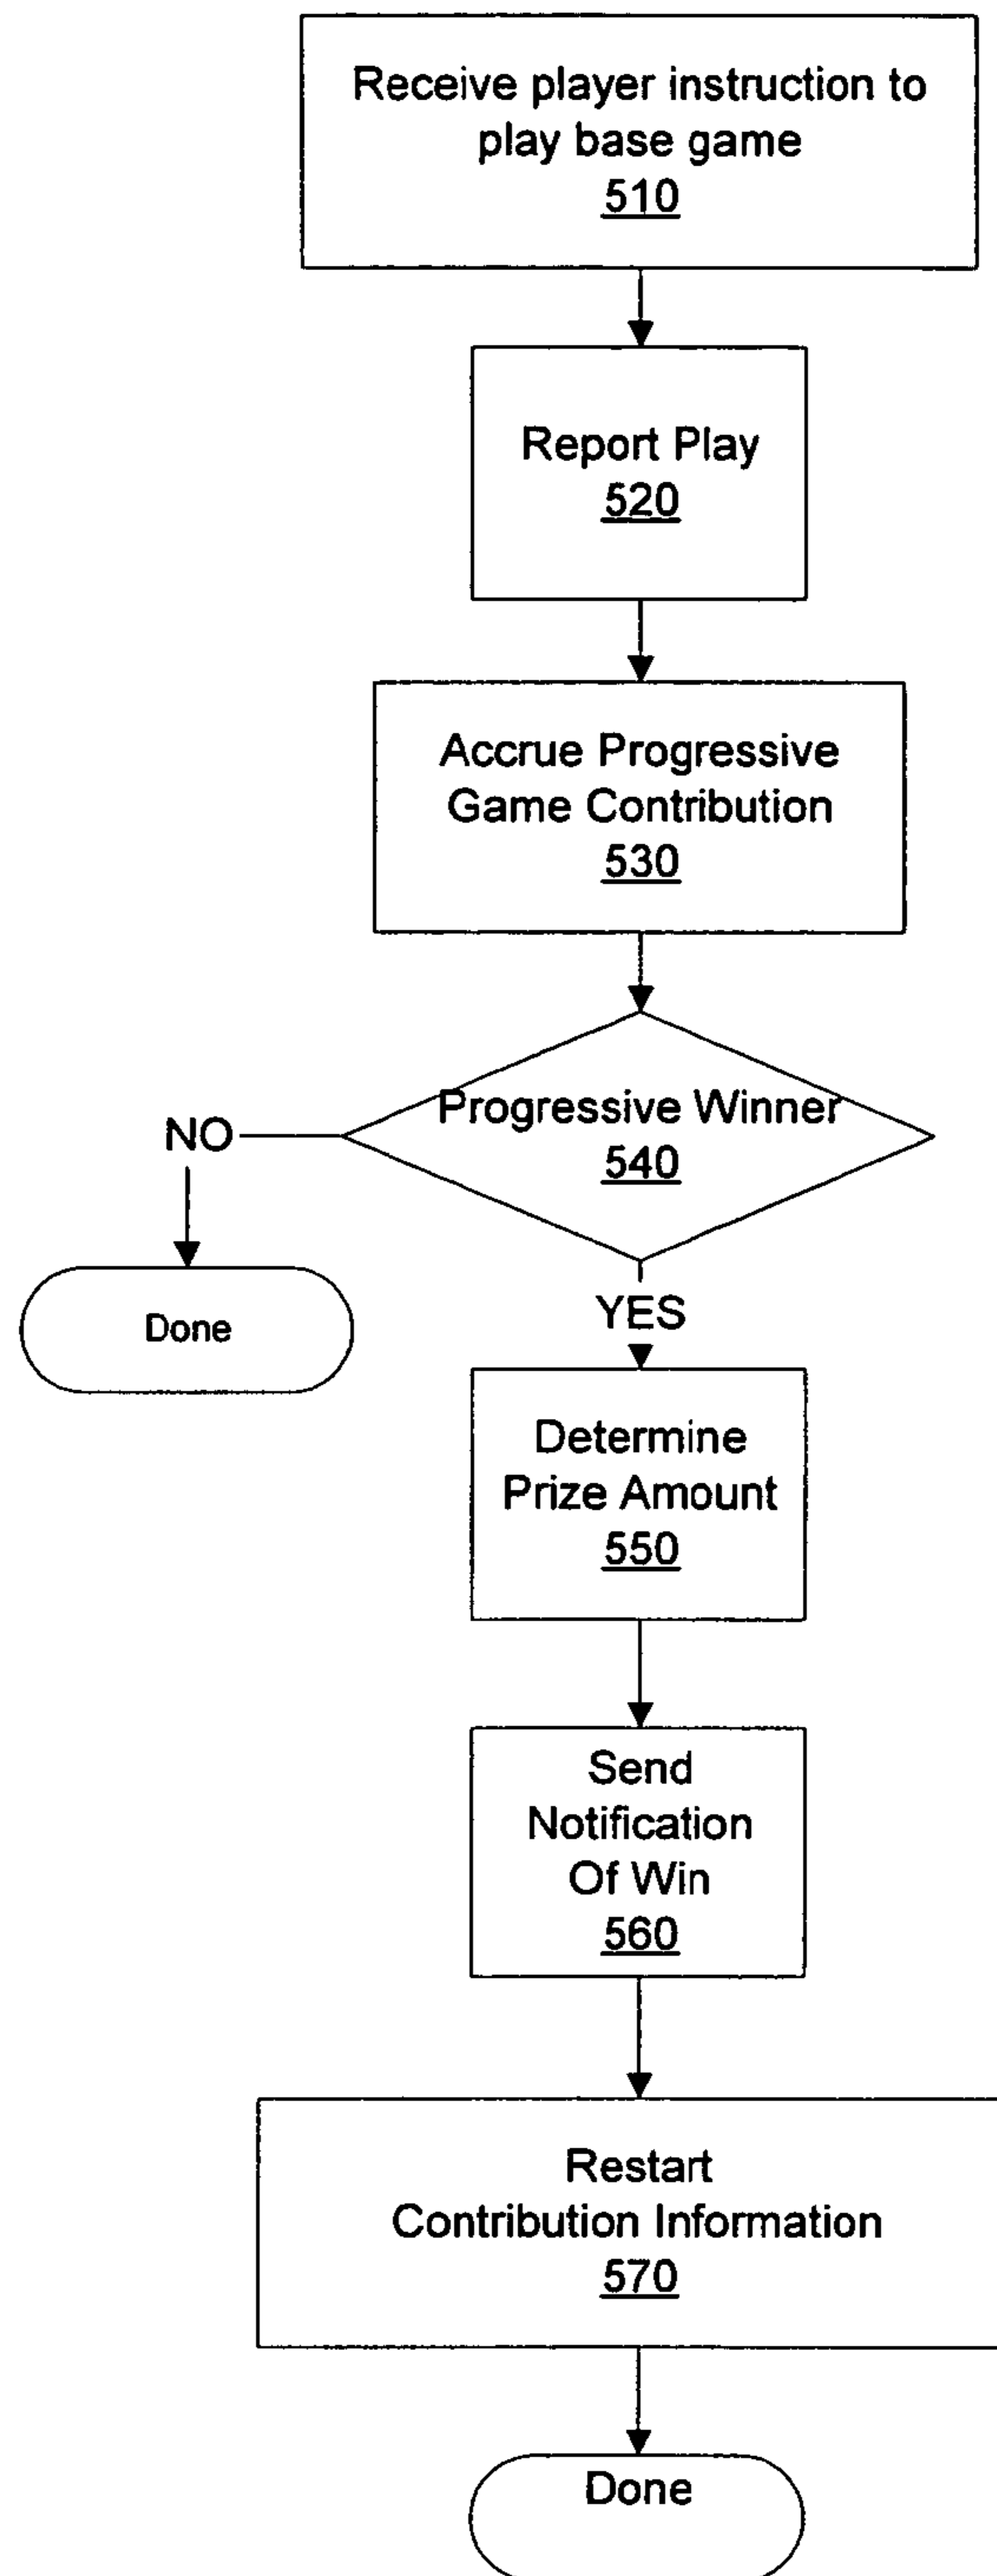 Receive player instruction to
play base game
510
Report Play
520
Accrue Progressive
Game Contribution
530
Progressive Winner
540
NO
Done
YES
Determine
Prize Amount
550
Send
Notification
Of Win
560
Restart
Contribution Information
570
Done